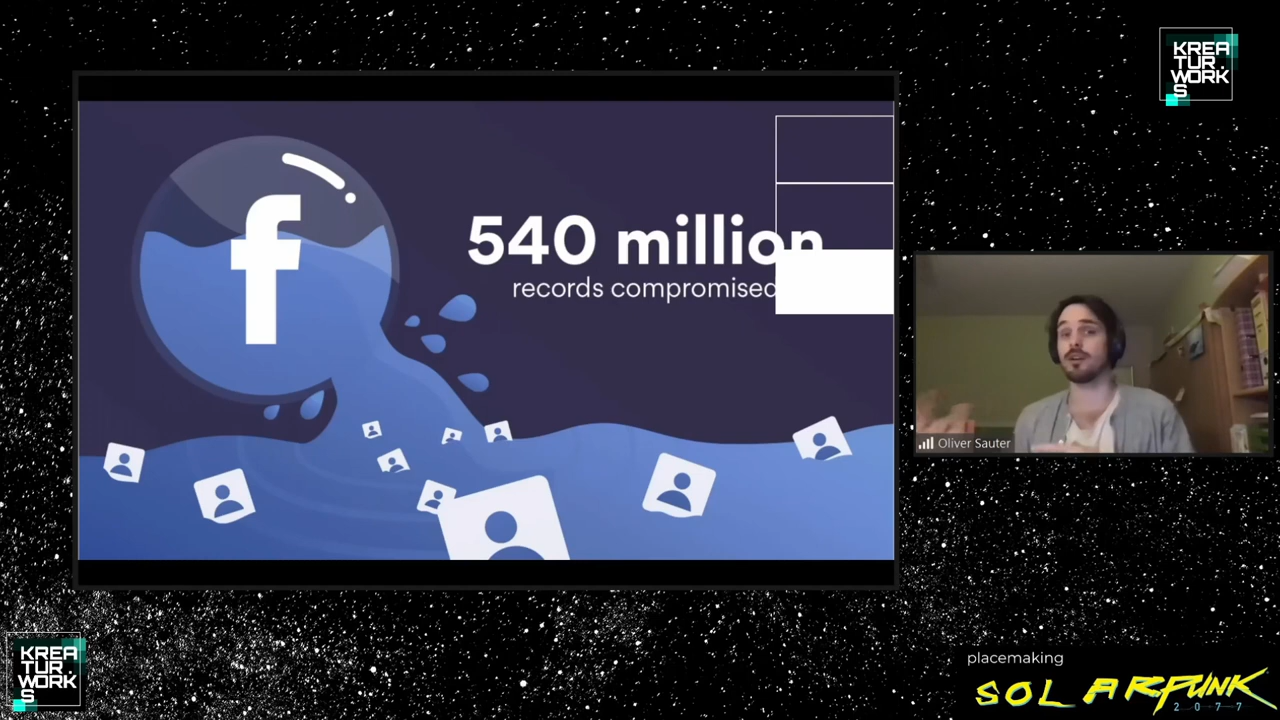 KREA
TUR.
WORK
S
f
540 million
records compromised
Oliver Sauter
KREA
TUR.
WORK
S
placemaking
SOLARPUNK
2077